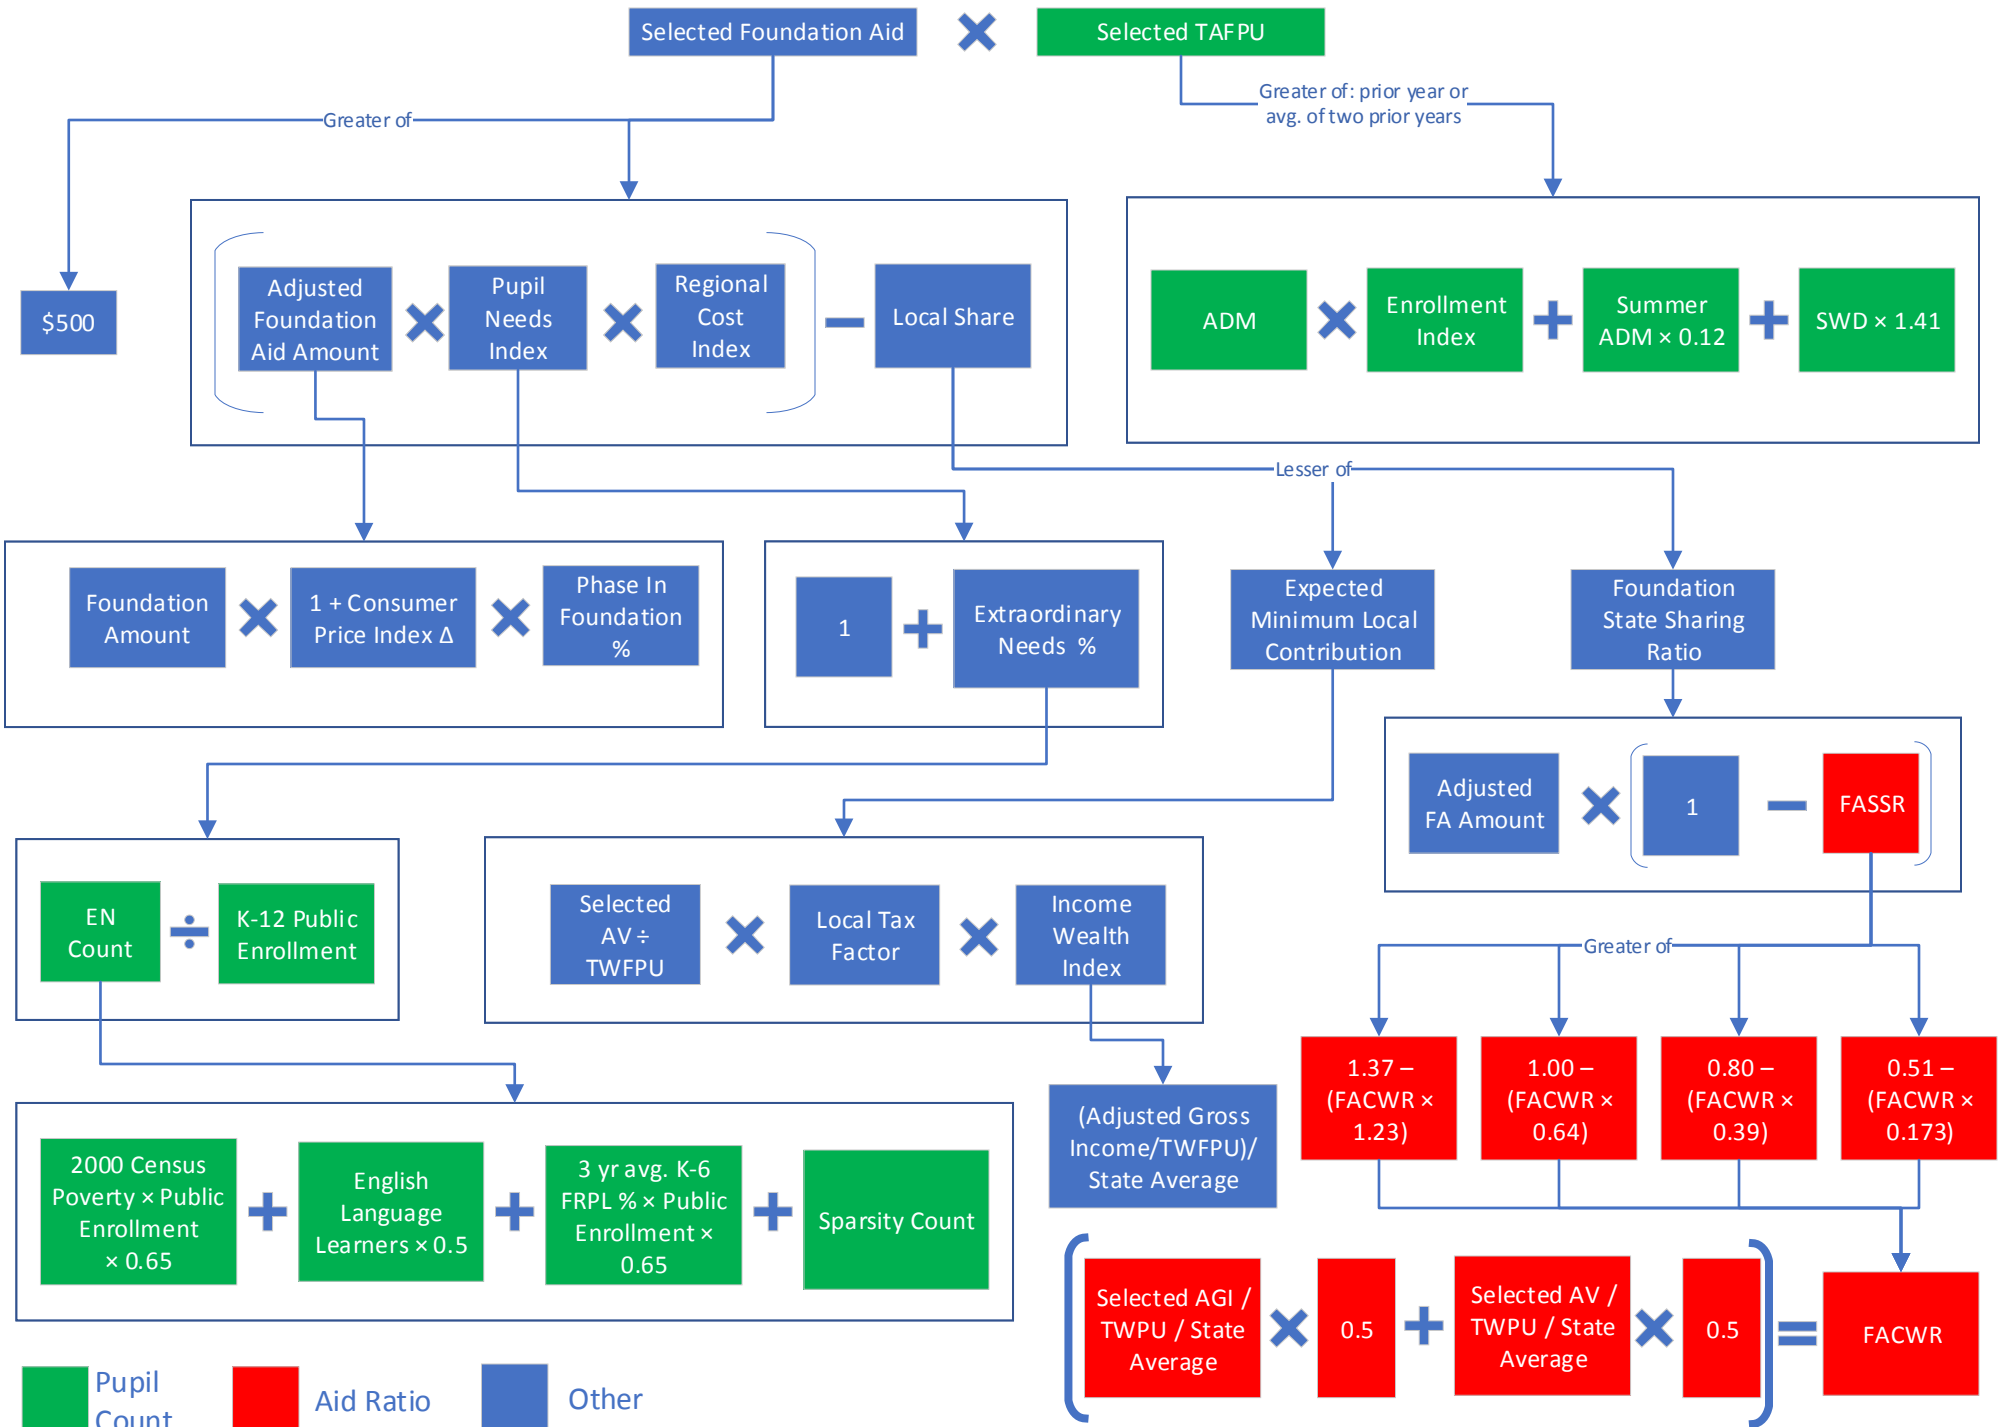 Selected Foundation Aid
Selected TAFPU
Greater of
Greater of: prior year or
avg. of two prior years
$500
Adjusted
Foundation
Aid Amount
Pupil
Needs
Index
Regional
Cost
Index
Local Share
ADM
Enrollment
Index
Summer
ADM × 0.12
SWD × 1.41
Lesser of
Foundation
Amount
1 + Consumer
Price Index Δ
Phase In
Foundation
%
1
Extraordinary
Needs %
Expected
Minimum Local
Contribution
Foundation
State Sharing
Ratio
Adjusted
FA Amount
1
FASSR
EN
Count
K-12 Public
Enrollment
Selected
AV ÷
TWFPU
Local Tax
Factor
Income
Wealth
Index
Greater of
1.37 –
(FACWR ×
1.23)
1.00 –
(FACWR ×
0.64)
0.80 –
(FACWR ×
0.39)
0.51 –
(FACWR ×
0.173)
2000 Census
Poverty × Public
Enrollment
× 0.65
English
Language
Learners × 0.5
3 yr avg. K-6
FRPL % × Public
Enrollment ×
0.65
Sparsity Count
(Adjusted Gross
Income/TWFPU)/
State Average
Selected AGI /
TWPU / State
Average
0.5
Selected AV /
TWPU / State
Average
0.5
FACWR
Pupil
Count
Aid Ratio
Other